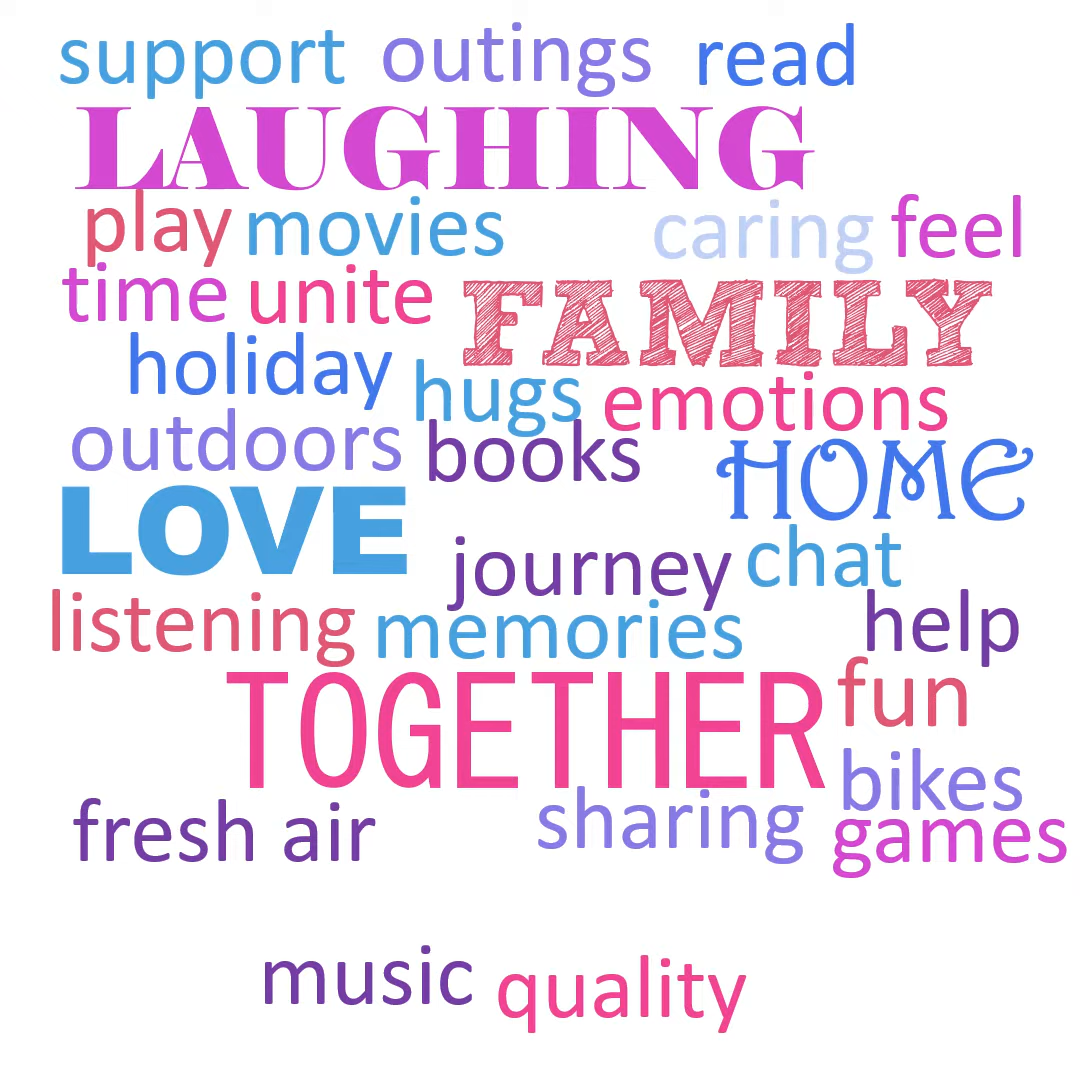 support outings read
LAUGHING
play movies caring feel
time unite FAMILY
holiday hugs emotions
outdoors books HOME
LOVE journey chat
listening memories help
TOGETHER fun
bikes
fresh air sharing games
music quality